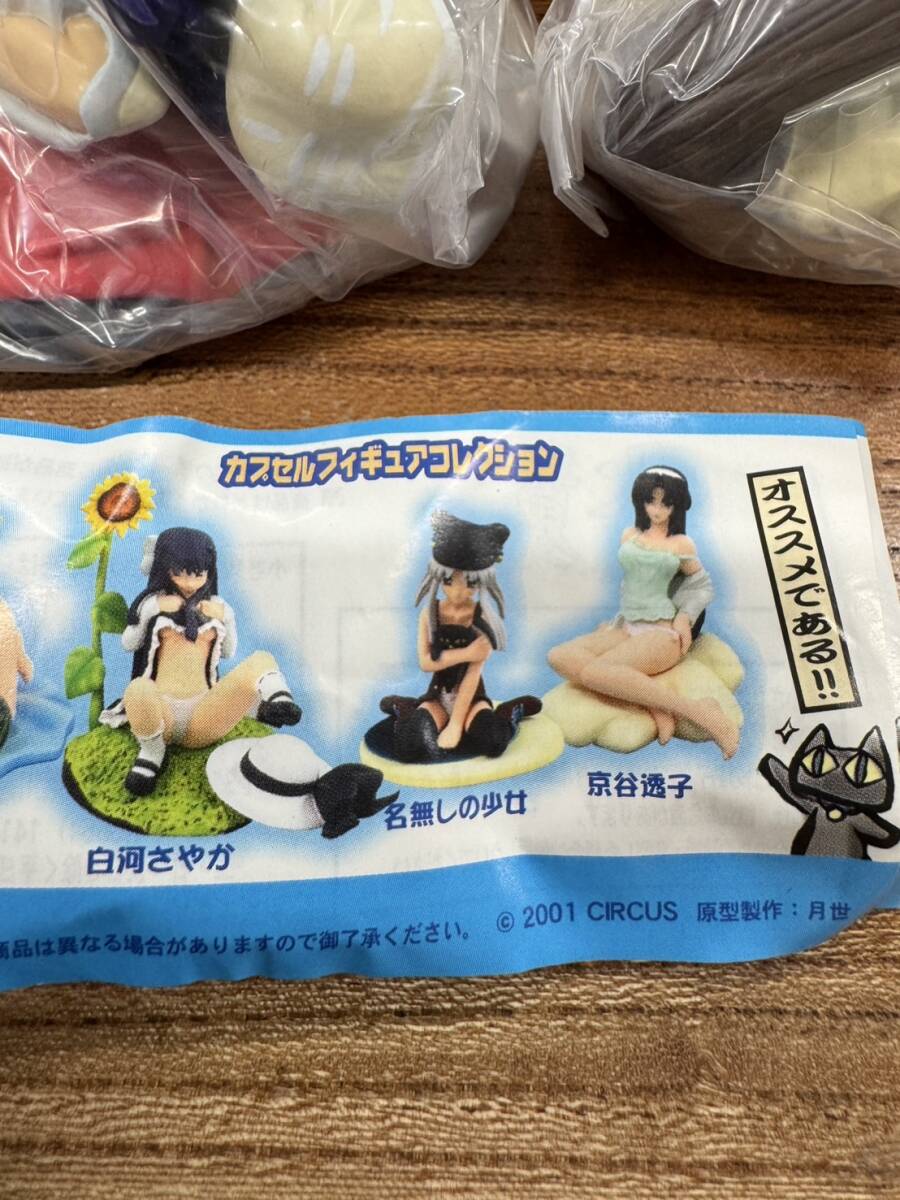 カプセルフィギュアコレクション
オススメである!!
白河さやか
名無しの少女
京谷透子
商品は異なる場合がありますので御了承ください。
© 2001 CIRCUS 原型製作：月世